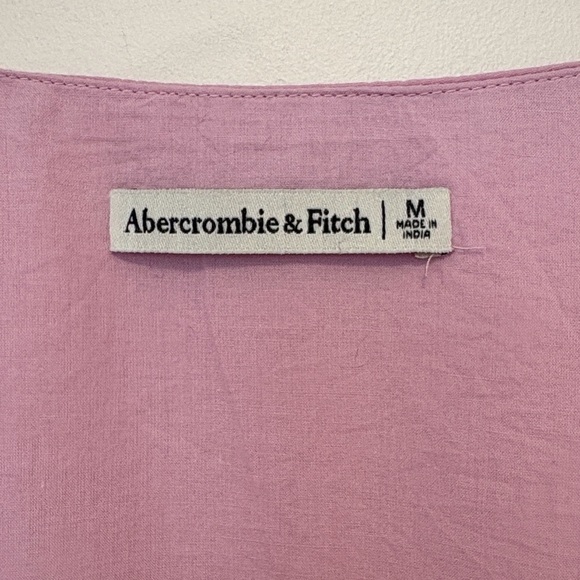 Abercrombie & Fitch | M
MADE IN
INDIA